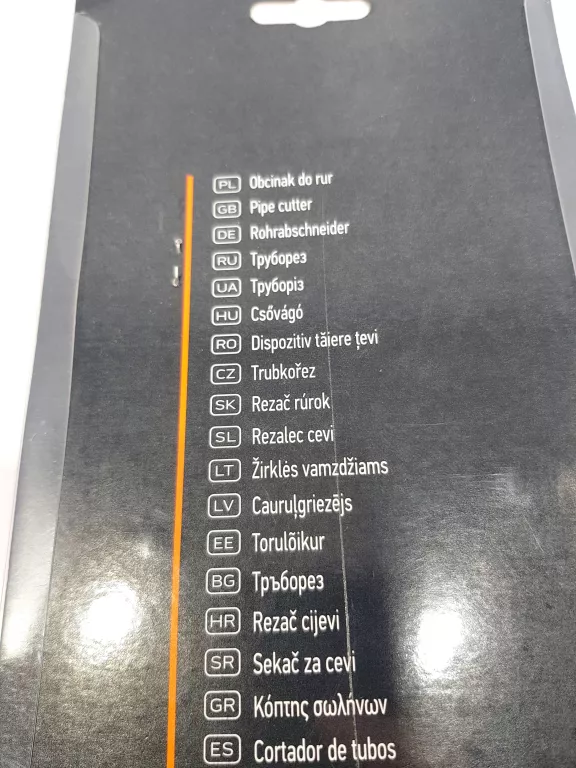 PL Obcinak do rur
GB Pipe cutter
DE Rohrabschneider
RU Труборез
UA Труборіз
HU Csővágó
RO Dispozitiv tăiere țevi
CZ Trubkořez
SK Rezač rúrok
SL Rezalec cevi
LT Žirklės vamzdžiams
LV Cauruļgriezējs
EE Torulõikur
BG Тръборез
HR Rezač cijevi
SR Sekač za cevi
GR Κόπτης σωλήνων
ES Cortador de tubos